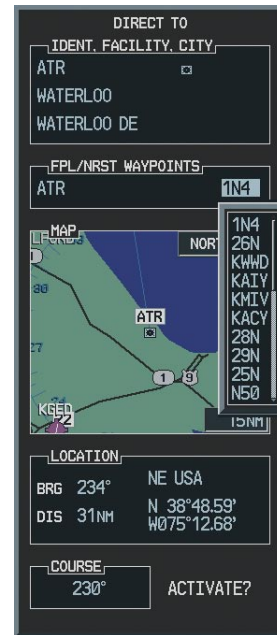 DIRECT TO
IDENT, FACILITY, CITY
ATR
WATERLOO
WATERLOO DE
FPL/NRST WAYPOINTS
ATR 1N4
1N4
26N
KWWD
KAIY
KMIV
KACY
28N
29N
25N
N50
MAP
NOR
ATR
1 9
KGED
15NM
LOCATION
BRG 234° NE USA
DIS 31NM N 38°48.59'
W075°12.68'
COURSE
230° ACTIVATE?